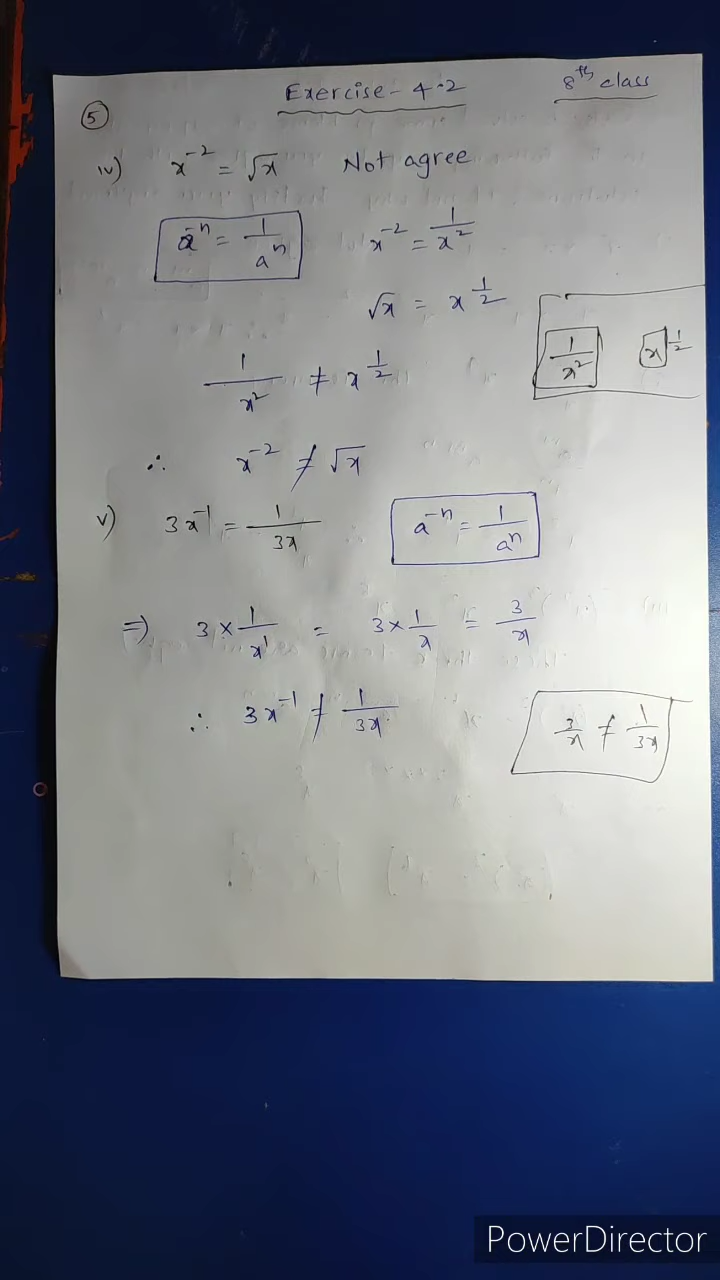 Exercise - 4.2 8th class
5
iv) x⁻² = √x Not agree
a⁻ⁿ = 1/aⁿ x⁻² = 1/x²
√x = x^(1/2)
1/x² ≠ x^(1/2) 1/x² x^(1/2)
∴ x⁻² ≠ √x
v) 3x⁻¹ = 1/3x a⁻ⁿ = 1/aⁿ
⇒) 3 × 1/x¹ = 3 × 1/x = 3/x
∴ 3x⁻¹ ≠ 1/3x 3/x ≠ 1/3x
PowerDirector